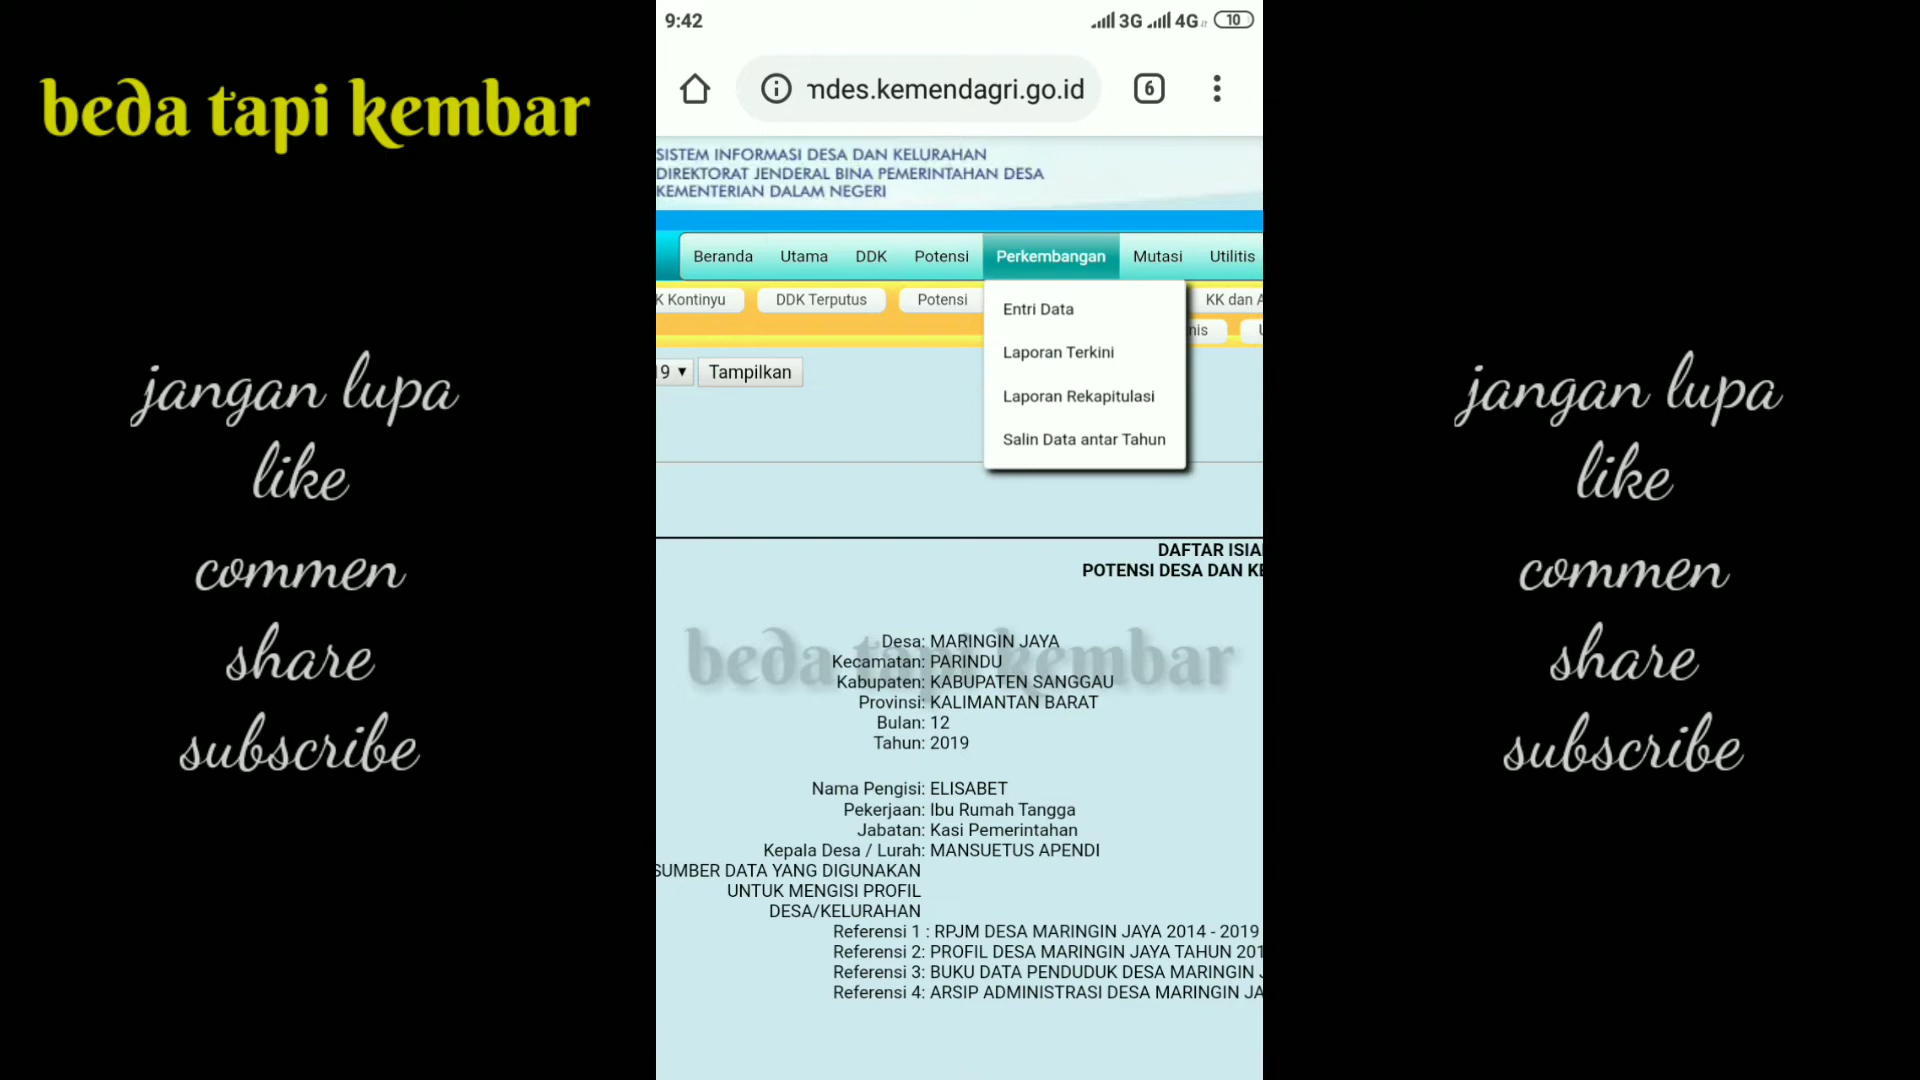 beda tapi kembar
jangan lupa
like
commen
share
subscribe
9:42
3G 4G 10
mdes.kemendagri.go.id
6
SISTEM INFORMASI DESA DAN KELURAHAN
DIREKTORAT JENDERAL BINA PEMERINTAHAN DESA
KEMENTERIAN DALAM NEGERI
Beranda Utama DDK Potensi Perkembangan Mutasi Utilitis
K Kontinyu DDK Terputus Potensi KK dan A
nis
Entri Data
Laporan Terkini
Laporan Rekapitulasi
Salin Data antar Tahun
19 Tampilkan
DAFTAR ISIA
POTENSI DESA DAN KE
beda tapi kembar
Desa: MARINGIN JAYA
Kecamatan: PARINDU
Kabupaten: KABUPATEN SANGGAU
Provinsi: KALIMANTAN BARAT
Bulan: 12
Tahun: 2019
Nama Pengisi: ELISABET
Pekerjaan: Ibu Rumah Tangga
Jabatan: Kasi Pemerintahan
Kepala Desa / Lurah: MANSUETUS APENDI
SUMBER DATA YANG DIGUNAKAN
UNTUK MENGISI PROFIL
DESA/KELURAHAN
Referensi 1 : RPJM DESA MARINGIN JAYA 2014 - 2019
Referensi 2: PROFIL DESA MARINGIN JAYA TAHUN 201
Referensi 3: BUKU DATA PENDUDUK DESA MARINGIN J
Referensi 4: ARSIP ADMINISTRASI DESA MARINGIN JA
jangan lupa
like
commen
share
subscribe